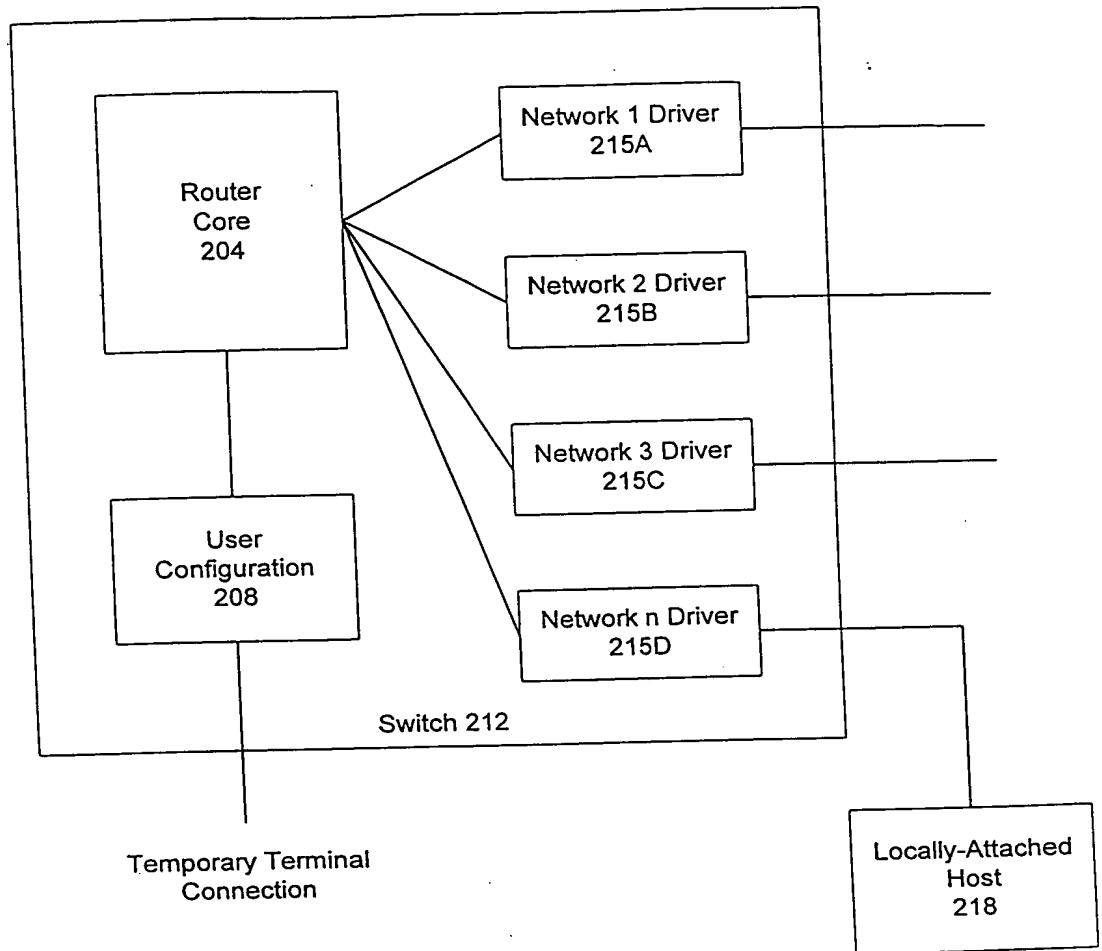 Router
Core
204
Network 1 Driver
215A
Network 2 Driver
215B
Network 3 Driver
215C
User
Configuration
208
Network n Driver
215D
Switch 212
Temporary Terminal
Connection
Locally-Attached
Host
218